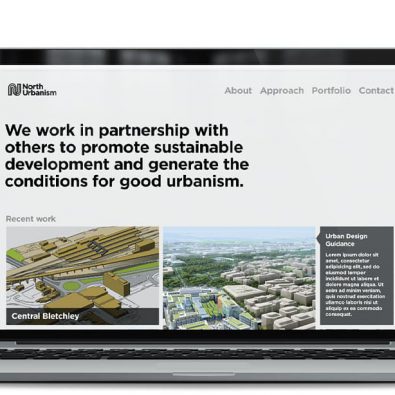 North
Urbanism
About Approach Portfolio Contact
We work in partnership with
others to promote sustainable
development and generate the
conditions for good urbanism.
Recent work
Central Bletchley
Urban Design
Guidance
Lorem ipsum dolor sit
amet, consectetur
adipisicing elit, sed do
eiusmod tempor
incididunt ut labore et
dolore magna aliqua. Ut
enim ad minim veniam,
quis nostrud exercitation
ullamco laboris nisi ut
aliquip ex ea commodo
consequat.